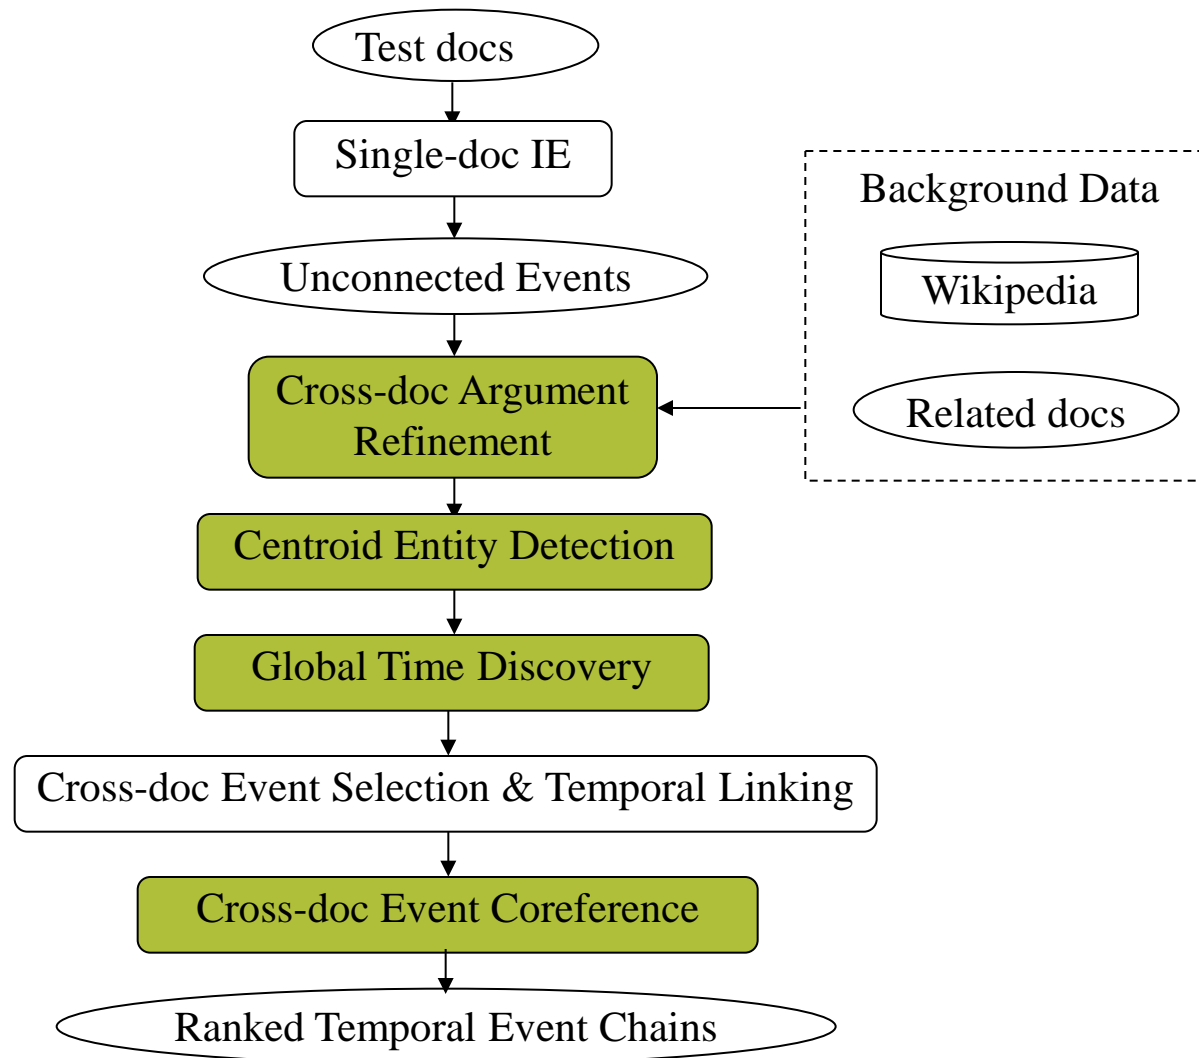 Test docs
Single-doc IE
Unconnected Events
Background Data
Wikipedia
Related docs
Cross-doc Argument
Refinement
Centroid Entity Detection
Global Time Discovery
Cross-doc Event Selection & Temporal Linking
Cross-doc Event Coreference
Ranked Temporal Event Chains